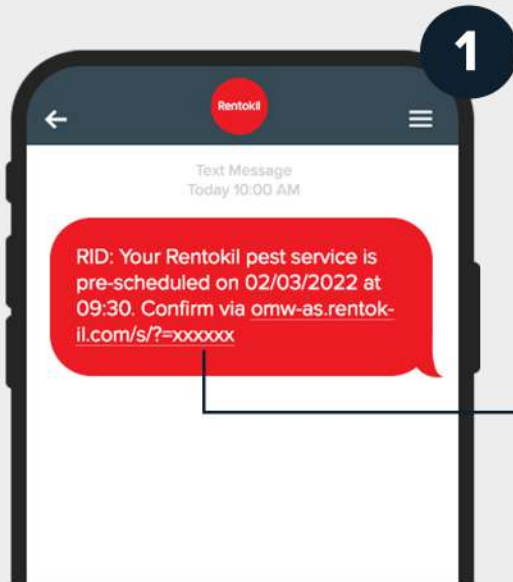 1
Rentokil
Text Message
Today 10:00 AM
RID: Your Rentokil pest service is
pre-scheduled on 02/03/2022 at
09:30. Confirm via omw-as.rentok-
il.com/s/?=xxxxxx